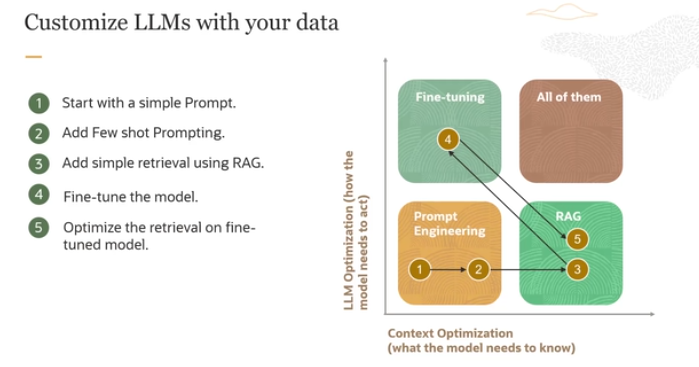 Customize LLMs with your data
1 Start with a simple Prompt.
2 Add Few shot Prompting.
3 Add simple retrieval using RAG.
4 Fine-tune the model.
5 Optimize the retrieval on fine-
tuned model.
LLM Optimization (how the
model needs to act)
Fine-tuning
All of them
4
Prompt
Engineering
RAG
5
1
2
3
Context Optimization
(what the model needs to know)